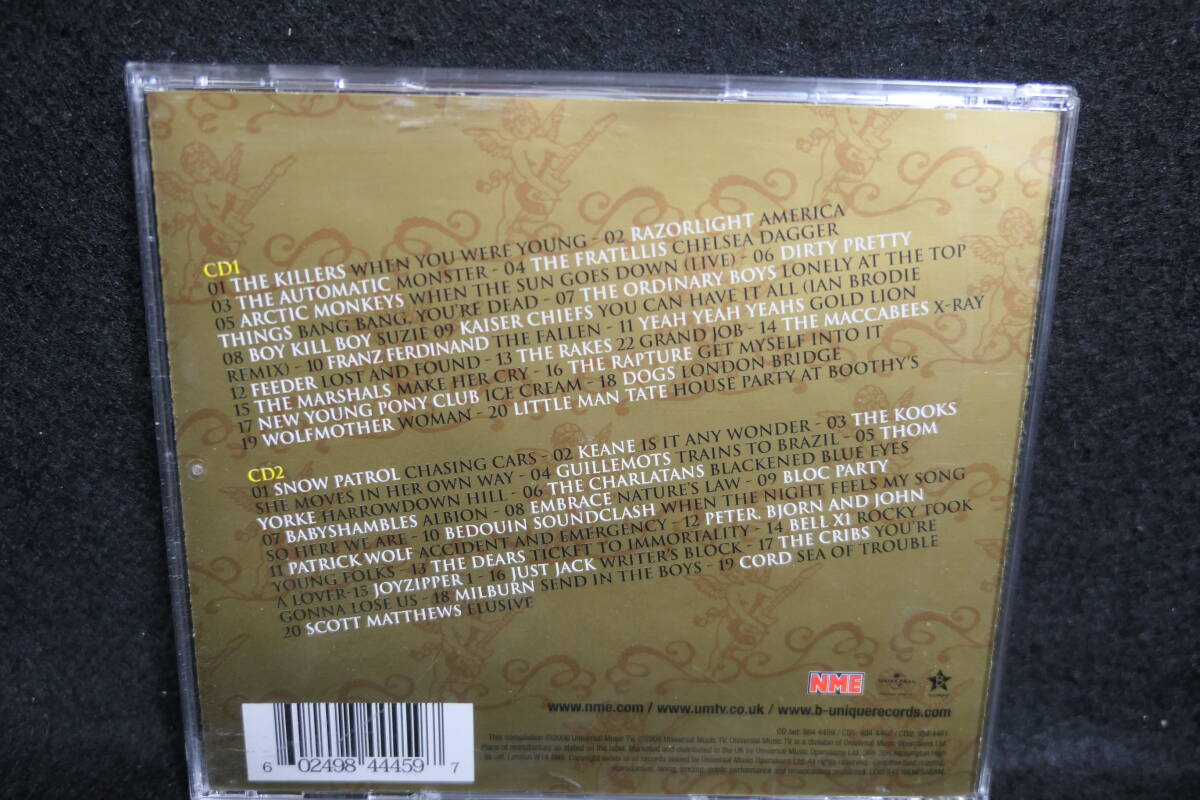 CD1
01 THE KILLERS WHEN YOU WERE YOUNG - 02 RAZORLIGHT AMERICA
03 THE AUTOMATIC MONSTER - 04 THE FRATELLIS CHELSEA DAGGER
05 ARCTIC MONKEYS WHEN THE SUN GOES DOWN (LIVE) - 06 DIRTY PRETTY
THINGS BANG BANG, YOU'RE DEAD - 07 THE ORDINARY BOYS LONELY AT THE TOP
08 BOY KILL BOY SUZIE 09 KAISER CHIEFS YOU CAN HAVE IT ALL (IAN BRODIE
REMIX) - 10 FRANZ FERDINAND THE FALLEN - 11 YEAH YEAH YEAHS GOLD LION
12 FEEDER LOST AND FOUND - 13 THE RAKES 22 GRAND JOB - 14 THE MACCABEES X-RAY
15 THE MARSHALS MAKE HER CRY - 16 THE RAPTURE GET MYSELF INTO IT
17 NEW YOUNG PONY CLUB ICE CREAM - 18 DOGS LONDON BRIDGE
19 WOLFMOTHER WOMAN - 20 LITTLE MAN TATE HOUSE PARTY AT BOOTHY'S
CD2
01 SNOW PATROL CHASING CARS - 02 KEANE IS IT ANY WONDER - 03 THE KOOKS
SHE MOVES IN HER OWN WAY - 04 GUILLEMOTS TRAINS TO BRAZIL - 05 THOM
YORKE HARROWDOWN HILL - 06 THE CHARLATANS BLACKENED BLUE EYES
07 BABYSHAMBLES ALBION - 08 EMBRACE NATURE'S LAW - 09 BLOC PARTY
SO HERE WE ARE - 10 BEDOUIN SOUNDCLASH WHEN THE NIGHT FEELS MY SONG
11 PATRICK WOLF ACCIDENT AND EMERGENCY - 12 PETER, BJORN AND JOHN
YOUNG FOLKS - 13 THE DEARS TICKET TO IMMORTALITY - 14 BELL X1 ROCKY TOOK
A LOVER-15 JOYZIPPER 1 - 16 JUST JACK WRITER'S BLOCK - 17 THE CRIBS YOU'RE
GONNA LOSE US - 18 MILBURN SEND IN THE BOYS - 19 CORD SEA OF TROUBLE
20 SCOTT MATTHEWS ELUSIVE
NME
www.nme.com / www.umtv.co.uk / www.b-uniquerecords.com
6 02498 44459 7